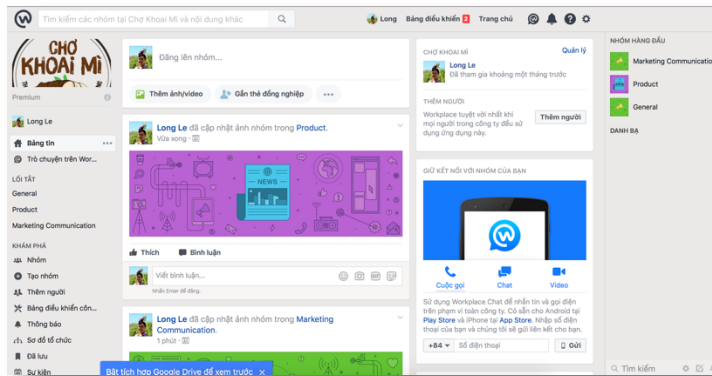 Tìm kiếm các nhóm tại Chợ Khoai Mì và nội dung khác
Long
Bảng điều khiển 2
Trang chủ
CHỢ
KHOAI MÌ
Premium
Long Le
Bảng tin
Trò chuyện trên Wor...
LỐI TẮT
General
Product
Marketing Communication
KHÁM PHÁ
Nhóm
Tạo nhóm
Thêm người
Bảng điều khiển côn...
Thông báo
Sơ đồ tổ chức
Đã lưu
Sự kiện
Đăng lên nhóm...
Thêm ảnh/video
Gắn thẻ đồng nghiệp
Long Le đã cập nhật ảnh nhóm trong Product.
Vừa xong
NEWS
Thích
Bình luận
Viết bình luận...
GIF
Nhấn Enter để đăng.
Long Le đã cập nhật ảnh nhóm trong Marketing
Communication.
1 phút
Bật tích hợp Google Drive để xem trước
CHỢ KHOAI MÌ
Quản lý
Long Le
Đã tham gia khoảng một tháng trước
THÊM NGƯỜI
Workplace tuyệt vời nhất khi
mọi người trong công ty đều sử
dụng ứng dụng này.
Thêm người
GIỮ KẾT NỐI VỚI NHÓM CỦA BẠN
Cuộc gọi
Chat
Video
Sử dụng Workplace Chat để nhắn tin và gọi điện
trên phạm vi toàn công ty. Có sẵn cho Android tại
Play Store và iPhone tại App Store. Nhập số điện
thoại của bạn và chúng tôi sẽ gửi liên kết cho bạn.
+84
Số điện thoại
Gửi
NHÓM HÀNG ĐẦU
Marketing Communicatio
Product
General
DANH BẠ
Tìm kiếm